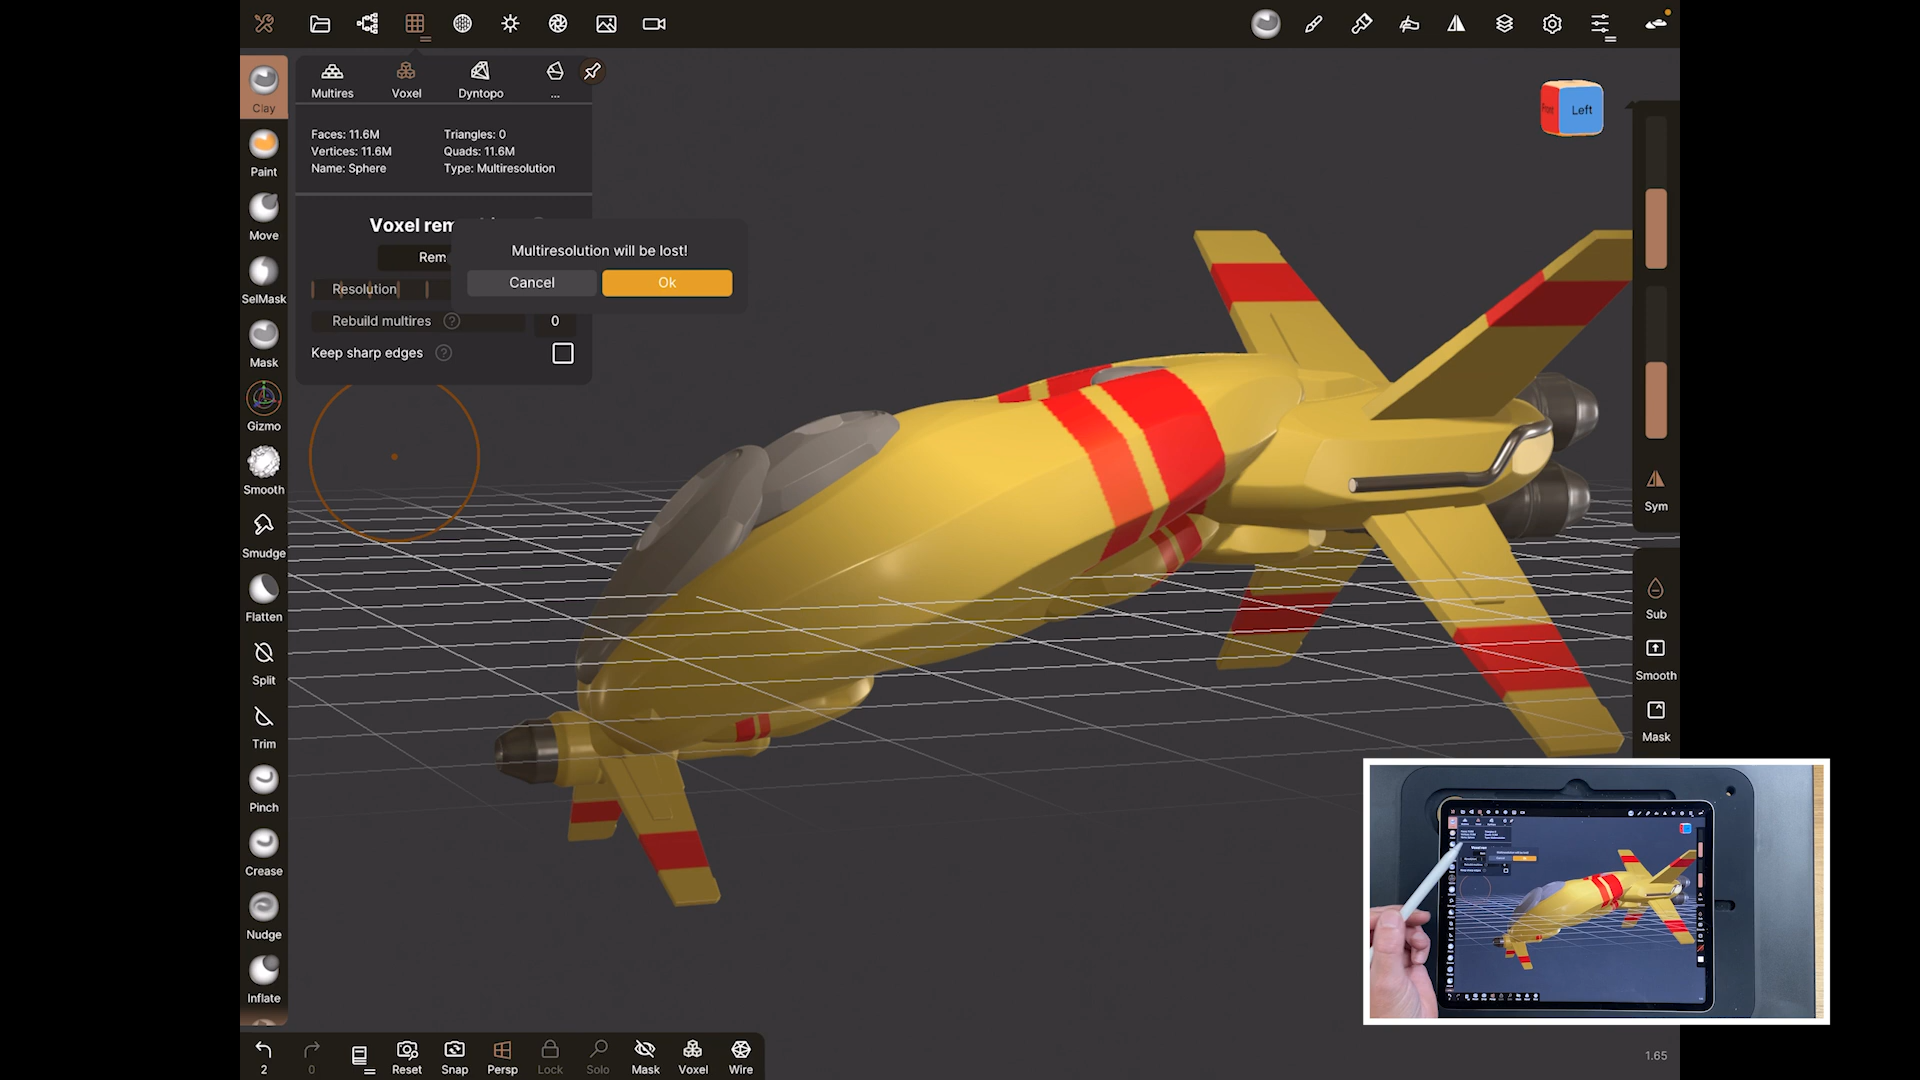 Multires Voxel Dyntopo ...
Faces: 11.6M Triangles: 0
Vertices: 11.6M Quads: 11.6M
Name: Sphere Type: Multiresolution
Voxel rem
Rem
Multiresolution will be lost!
Cancel Ok
Resolution
Rebuild multires ? 0
Keep sharp edges ?
Clay
Paint
Move
SelMask
Mask
Gizmo
Smooth
Smudge
Flatten
Split
Trim
Pinch
Crease
Nudge
Inflate
Left
Front
Sym
Sub
Smooth
Mask
2 0 Reset Snap Persp Lock Solo Mask Voxel Wire
1.65